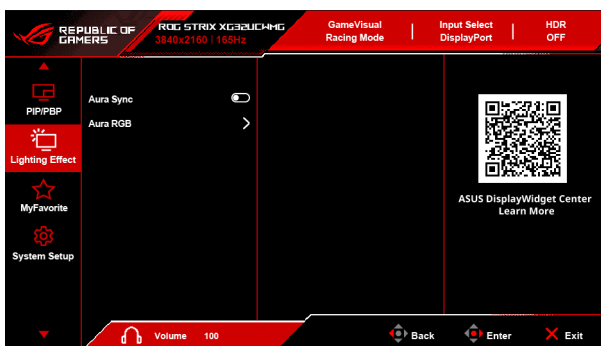 REPUBLIC OF
GAMERS
ROG STRIX XG32UCWMG
3840x2160 | 165Hz
GameVisual
Racing Mode
Input Select
DisplayPort
HDR
OFF
PIP/PBP
Lighting Effect
MyFavorite
System Setup
Aura Sync
Aura RGB
ASUS DisplayWidget Center
Learn More
Volume 100
Back
Enter
Exit